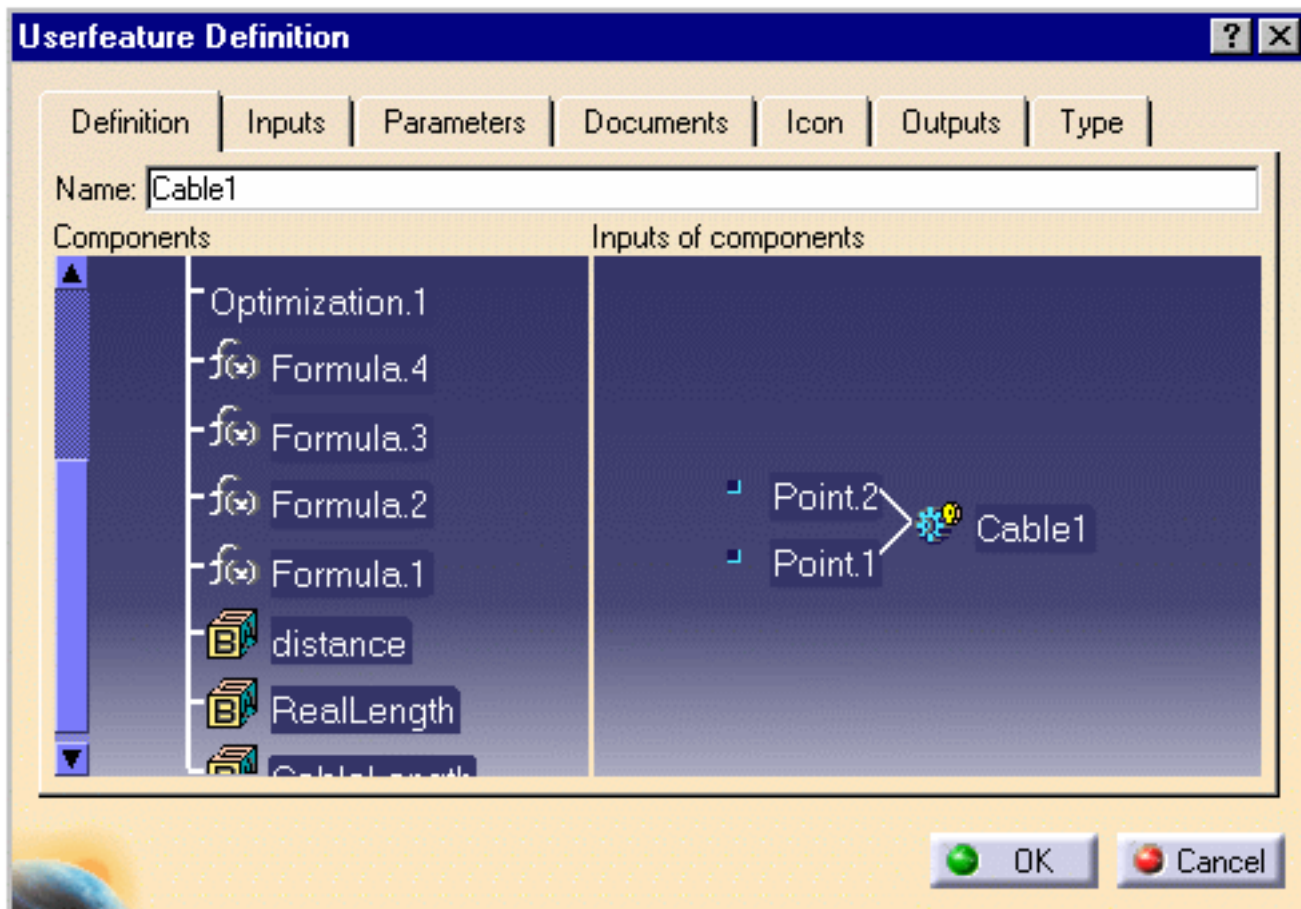 Userfeature Definition
Definition Inputs Parameters Documents Icon Outputs Type
Name: Cable1
Components Inputs of components
Optimization.1
Formula.4
Formula.3
Formula.2
Formula.1
distance
RealLength
CableLength
Point.2
Point.1
Cable1
OK Cancel